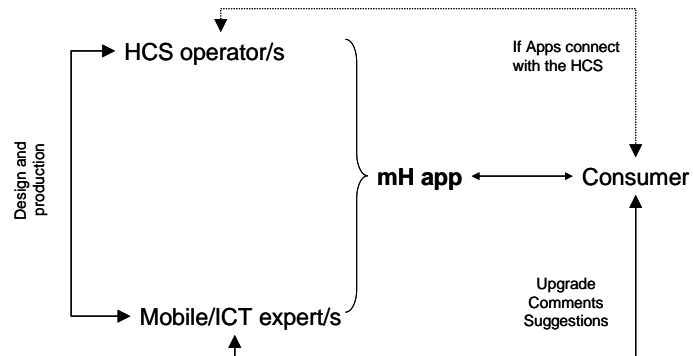 HCS operator/s
If Apps connect
with the HCS
Design and
production
mH app
Consumer
Mobile/ICT expert/s
Upgrade
Comments
Suggestions